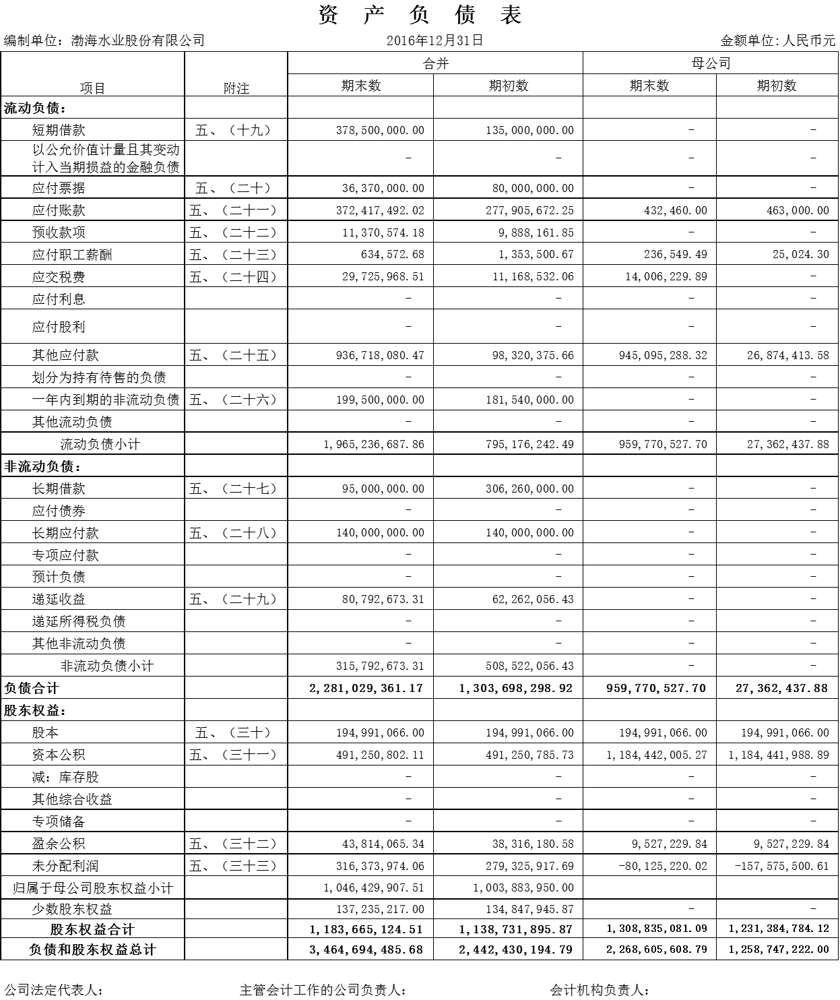 资 产 负 债 表
编制单位：渤海水业股份有限公司 2016年12月31日 金额单位:人民币元
项目 附注 合并 母公司
期末数 期初数 期末数 期初数
流动负债：
短期借款 五、（十九） 378,500,000.00 135,000,000.00 - -
以公允价值计量且其变动
计入当期损益的金融负债 - - - -
应付票据 五、（二十） 36,370,000.00 80,000,000.00 - -
应付账款 五、（二十一） 372,417,492.02 277,905,672.25 432,460.00 463,000.00
预收款项 五、（二十二） 11,370,574.18 9,888,161.85 - -
应付职工薪酬 五、（二十三） 634,572.68 1,353,500.67 236,549.49 25,024.30
应交税费 五、（二十四） 29,725,968.51 11,168,532.06 14,006,229.89 -
应付利息 - - - -
应付股利 - - - -
其他应付款 五、（二十五） 936,718,080.47 98,320,375.66 945,095,288.32 26,874,413.58
划分为持有待售的负债 - - - -
一年内到期的非流动负债 五、（二十六） 199,500,000.00 181,540,000.00 - -
其他流动负债 - - - -
流动负债小计 1,965,236,687.86 795,176,242.49 959,770,527.70 27,362,437.88
非流动负债：
长期借款 五、（二十七） 95,000,000.00 306,260,000.00 - -
应付债券 - - - -
长期应付款 五、（二十八） 140,000,000.00 140,000,000.00 - -
专项应付款 - - - -
预计负债 - - - -
递延收益 五、（二十九） 80,792,673.31 62,262,056.43 - -
递延所得税负债 - - - -
其他非流动负债 - - - -
非流动负债小计 315,792,673.31 508,522,056.43 - -
负债合计 2,281,029,361.17 1,303,698,298.92 959,770,527.70 27,362,437.88
股东权益：
股本 五、（三十） 194,991,066.00 194,991,066.00 194,991,066.00 194,991,066.00
资本公积 五、（三十一） 491,250,802.11 491,250,785.73 1,184,442,005.27 1,184,441,988.89
减：库存股 - - - -
其他综合收益 - - - -
专项储备 - - - -
盈余公积 五、（三十二） 43,814,065.34 38,316,180.58 9,527,229.84 9,527,229.84
未分配利润 五、（三十三） 316,373,974.06 279,325,917.69 -80,125,220.02 -157,575,500.61
归属于母公司股东权益小计 1,046,429,907.51 1,003,883,950.00
少数股东权益 137,235,217.00 134,847,945.87 - -
股东权益合计 1,183,665,124.51 1,138,731,895.87 1,308,835,081.09 1,231,384,784.12
负债和股东权益总计 3,464,694,485.68 2,442,430,194.79 2,268,605,608.79 1,258,747,222.00
公司法定代表人： 主管会计工作的公司负责人： 会计机构负责人：